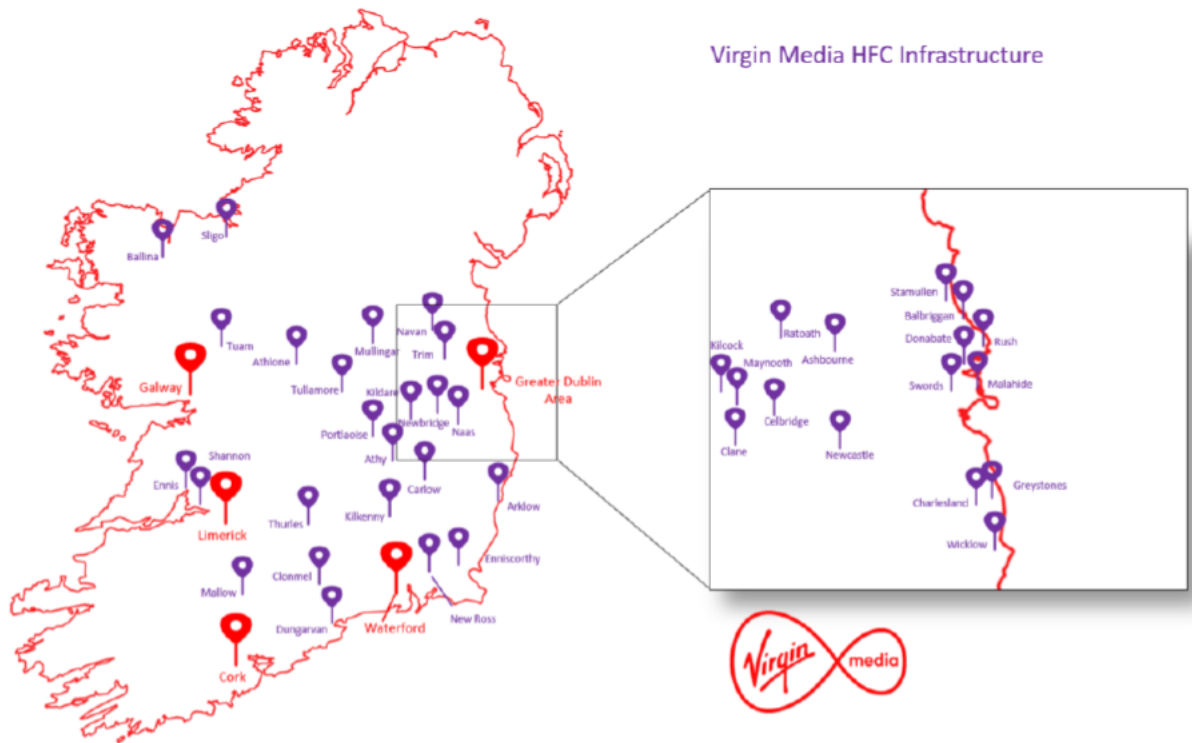 Virgin Media HFC Infrastructure
Sligo
Ballina
Tuam
Athlone
Mullingar
Navan
Trim
Galway
Tullamore
Kildare
Greater Dublin
Area
Newbridge
Naas
Portlaoise
Athy
Shannon
Ennis
Carlow
Limerick
Thurles
Kilkenny
Arklow
Mallow
Clonmel
Enniscorthy
Dungarvan
Waterford
New Ross
Cork
Stamullen
Balbriggan
Ratoath
Ashbourne
Donabate
Rush
Kilcock
Maynooth
Swords
Malahide
Celbridge
Clane
Newcastle
Charlesland
Greystones
Wicklow
Virgin media